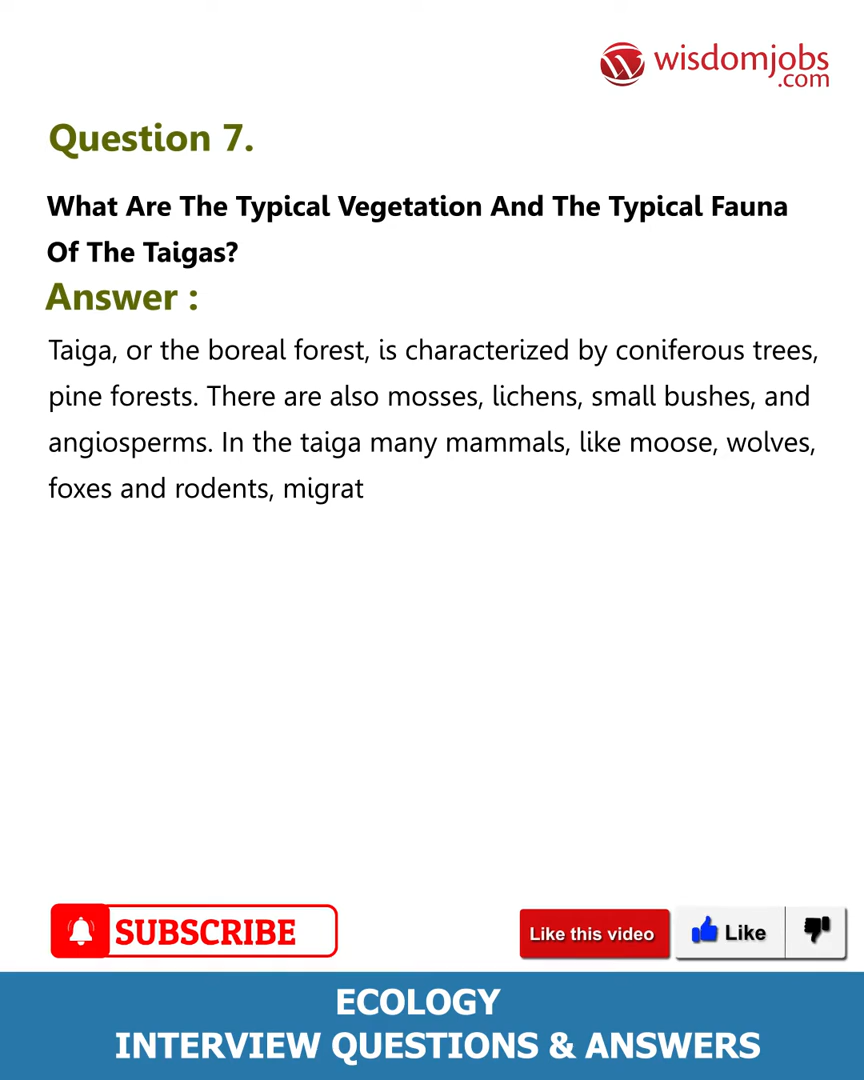 wisdomjobs
.com
Question 7.
What Are The Typical Vegetation And The Typical Fauna
Of The Taigas?
Answer :
Taiga, or the boreal forest, is characterized by coniferous trees,
pine forests. There are also mosses, lichens, small bushes, and
angiosperms. In the taiga many mammals, like moose, wolves,
foxes and rodents, migrat
SUBSCRIBE
Like this video
Like
ECOLOGY
INTERVIEW QUESTIONS & ANSWERS